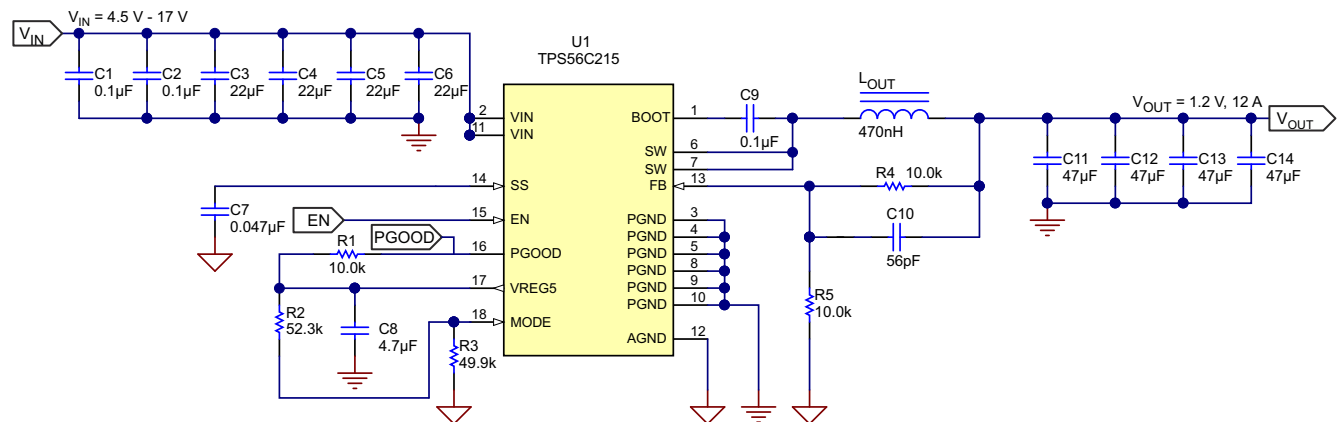 V_IN = 4.5 V - 17 V
V_IN
C1
0.1µF
C2
0.1µF
C3
22µF
C4
22µF
C5
22µF
C6
22µF
U1
TPS56C215
2 VIN
11 VIN
14 SS
15 EN
16 PGOOD
17 VREG5
18 MODE
BOOT 1
SW 6
SW 7
FB 13
PGND 3
PGND 4
PGND 5
PGND 8
PGND 9
PGND 10
AGND 12
C7
0.047µF
EN
PGOOD
R1
10.0k
R2
52.3k
C8
4.7µF
R3
49.9k
C9
0.1µF
L_OUT
470nH
R4 10.0k
C10
56pF
R5
10.0k
V_OUT = 1.2 V, 12 A
V_OUT
C11
47µF
C12
47µF
C13
47µF
C14
47µF